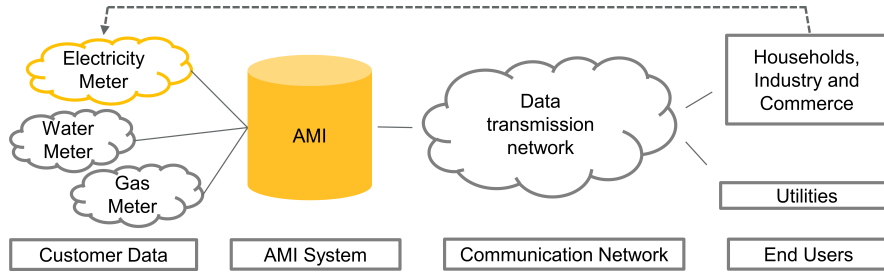 Electricity
Meter
Water
Meter
Gas
Meter
AMI
Data
transmission
network
Households,
Industry and
Commerce
Utilities
Customer Data
AMI System
Communication Network
End Users